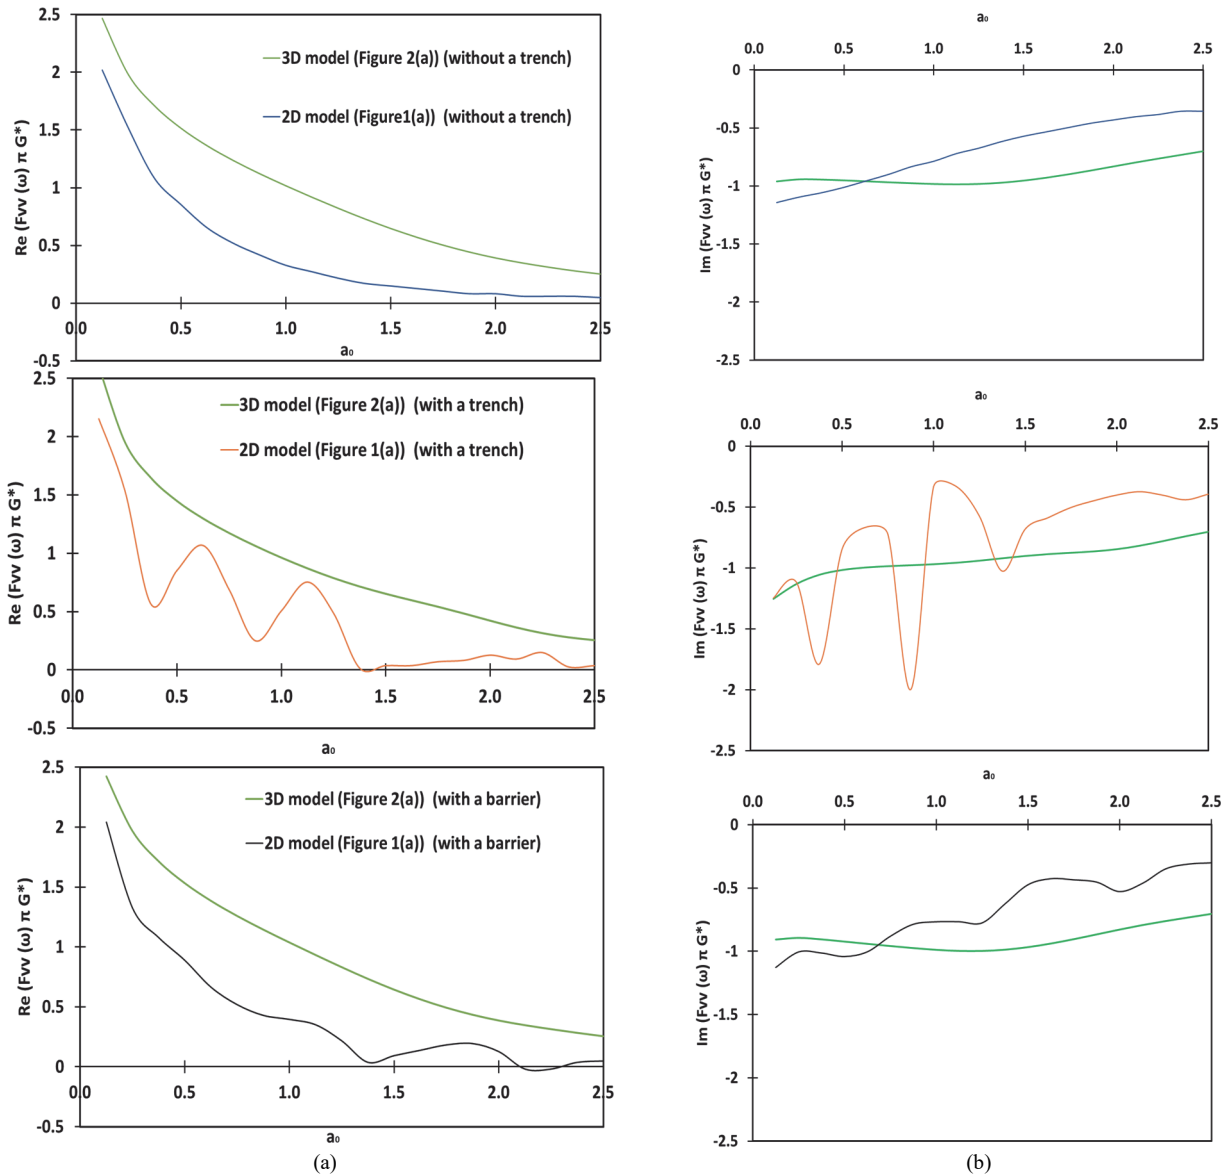 2.5
2
1.5
1
0.5
0
-0.5
Re (Fvv (ω) π G*)
3D model (Figure 2(a)) (without a trench)
2D model (Figure1(a)) (without a trench)
0.0 0.5 1.0 1.5 2.0 2.5
a₀
a₀
0.0 0.5 1.0 1.5 2.0 2.5
0
-0.5
-1
-1.5
-2
-2.5
Im (Fvv (ω) π G*)
2.5
2
1.5
1
0.5
0
-0.5
Re (Fvv (ω) π G*)
3D model (Figure 2(a)) (with a trench)
2D model (Figure 1(a)) (with a trench)
0.0 0.5 1.0 1.5 2.0 2.5
a₀
a₀
0.0 0.5 1.0 1.5 2.0 2.5
0
-0.5
-1
-1.5
-2
-2.5
Im (Fvv (ω) π G*)
2.5
2
1.5
1
0.5
0
-0.5
Re (Fvv (ω) π G*)
3D model (Figure 2(a)) (with a barrier)
2D model (Figure 1(a)) (with a barrier)
0.0 0.5 1.0 1.5 2.0 2.5
a₀
a₀
0.0 0.5 1.0 1.5 2.0 2.5
0
-0.5
-1
-1.5
-2
-2.5
Im (Fvv (ω) π G*)
(a)
(b)